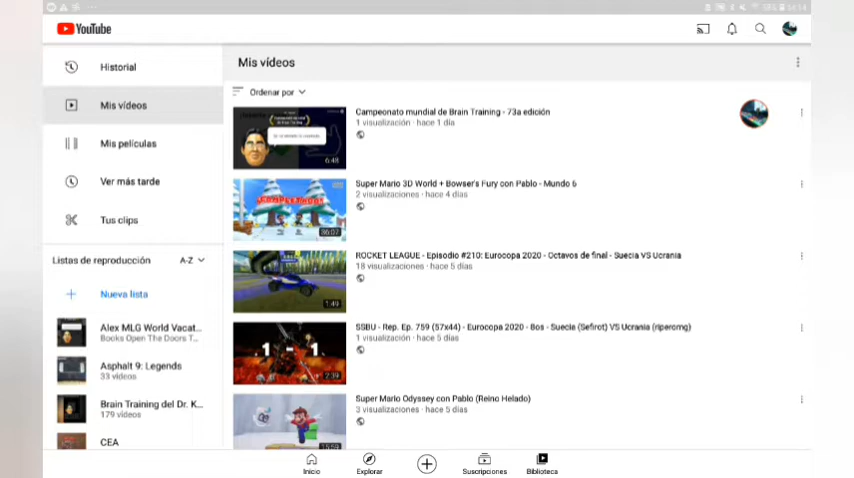 YouTube
Historial
Mis vídeos
Mis películas
Ver más tarde
Tus clips
Listas de reproducción A-Z
Nueva lista
Alex MLG World Vacat...
Books Open The Doors T...
Asphalt 9: Legends
33 vídeos
Brain Training del Dr. K...
179 vídeos
CEA
Mis vídeos
Ordenar por
Campeonato mundial de Brain Training - 73a edición
1 visualización · hace 1 día
6:48
Super Mario 3D World + Bowser's Fury con Pablo - Mundo 6
2 visualizaciones · hace 4 días
36:07
ROCKET LEAGUE - Episodio #210: Eurocopa 2020 - Octavos de final - Suecia VS Ucrania
18 visualizaciones · hace 5 días
1:49
SSBU - Rep. Ep. 759 (57x44) - Eurocopa 2020 - 8os - Suecia (Sefirot) VS Ucrania (ripercmg)
1 visualización · hace 5 días
1 - 1
2:39
Super Mario Odyssey con Pablo (Reino Helado)
3 visualizaciones · hace 5 días
15:59
Inicio
Explorar
Suscripciones
Biblioteca